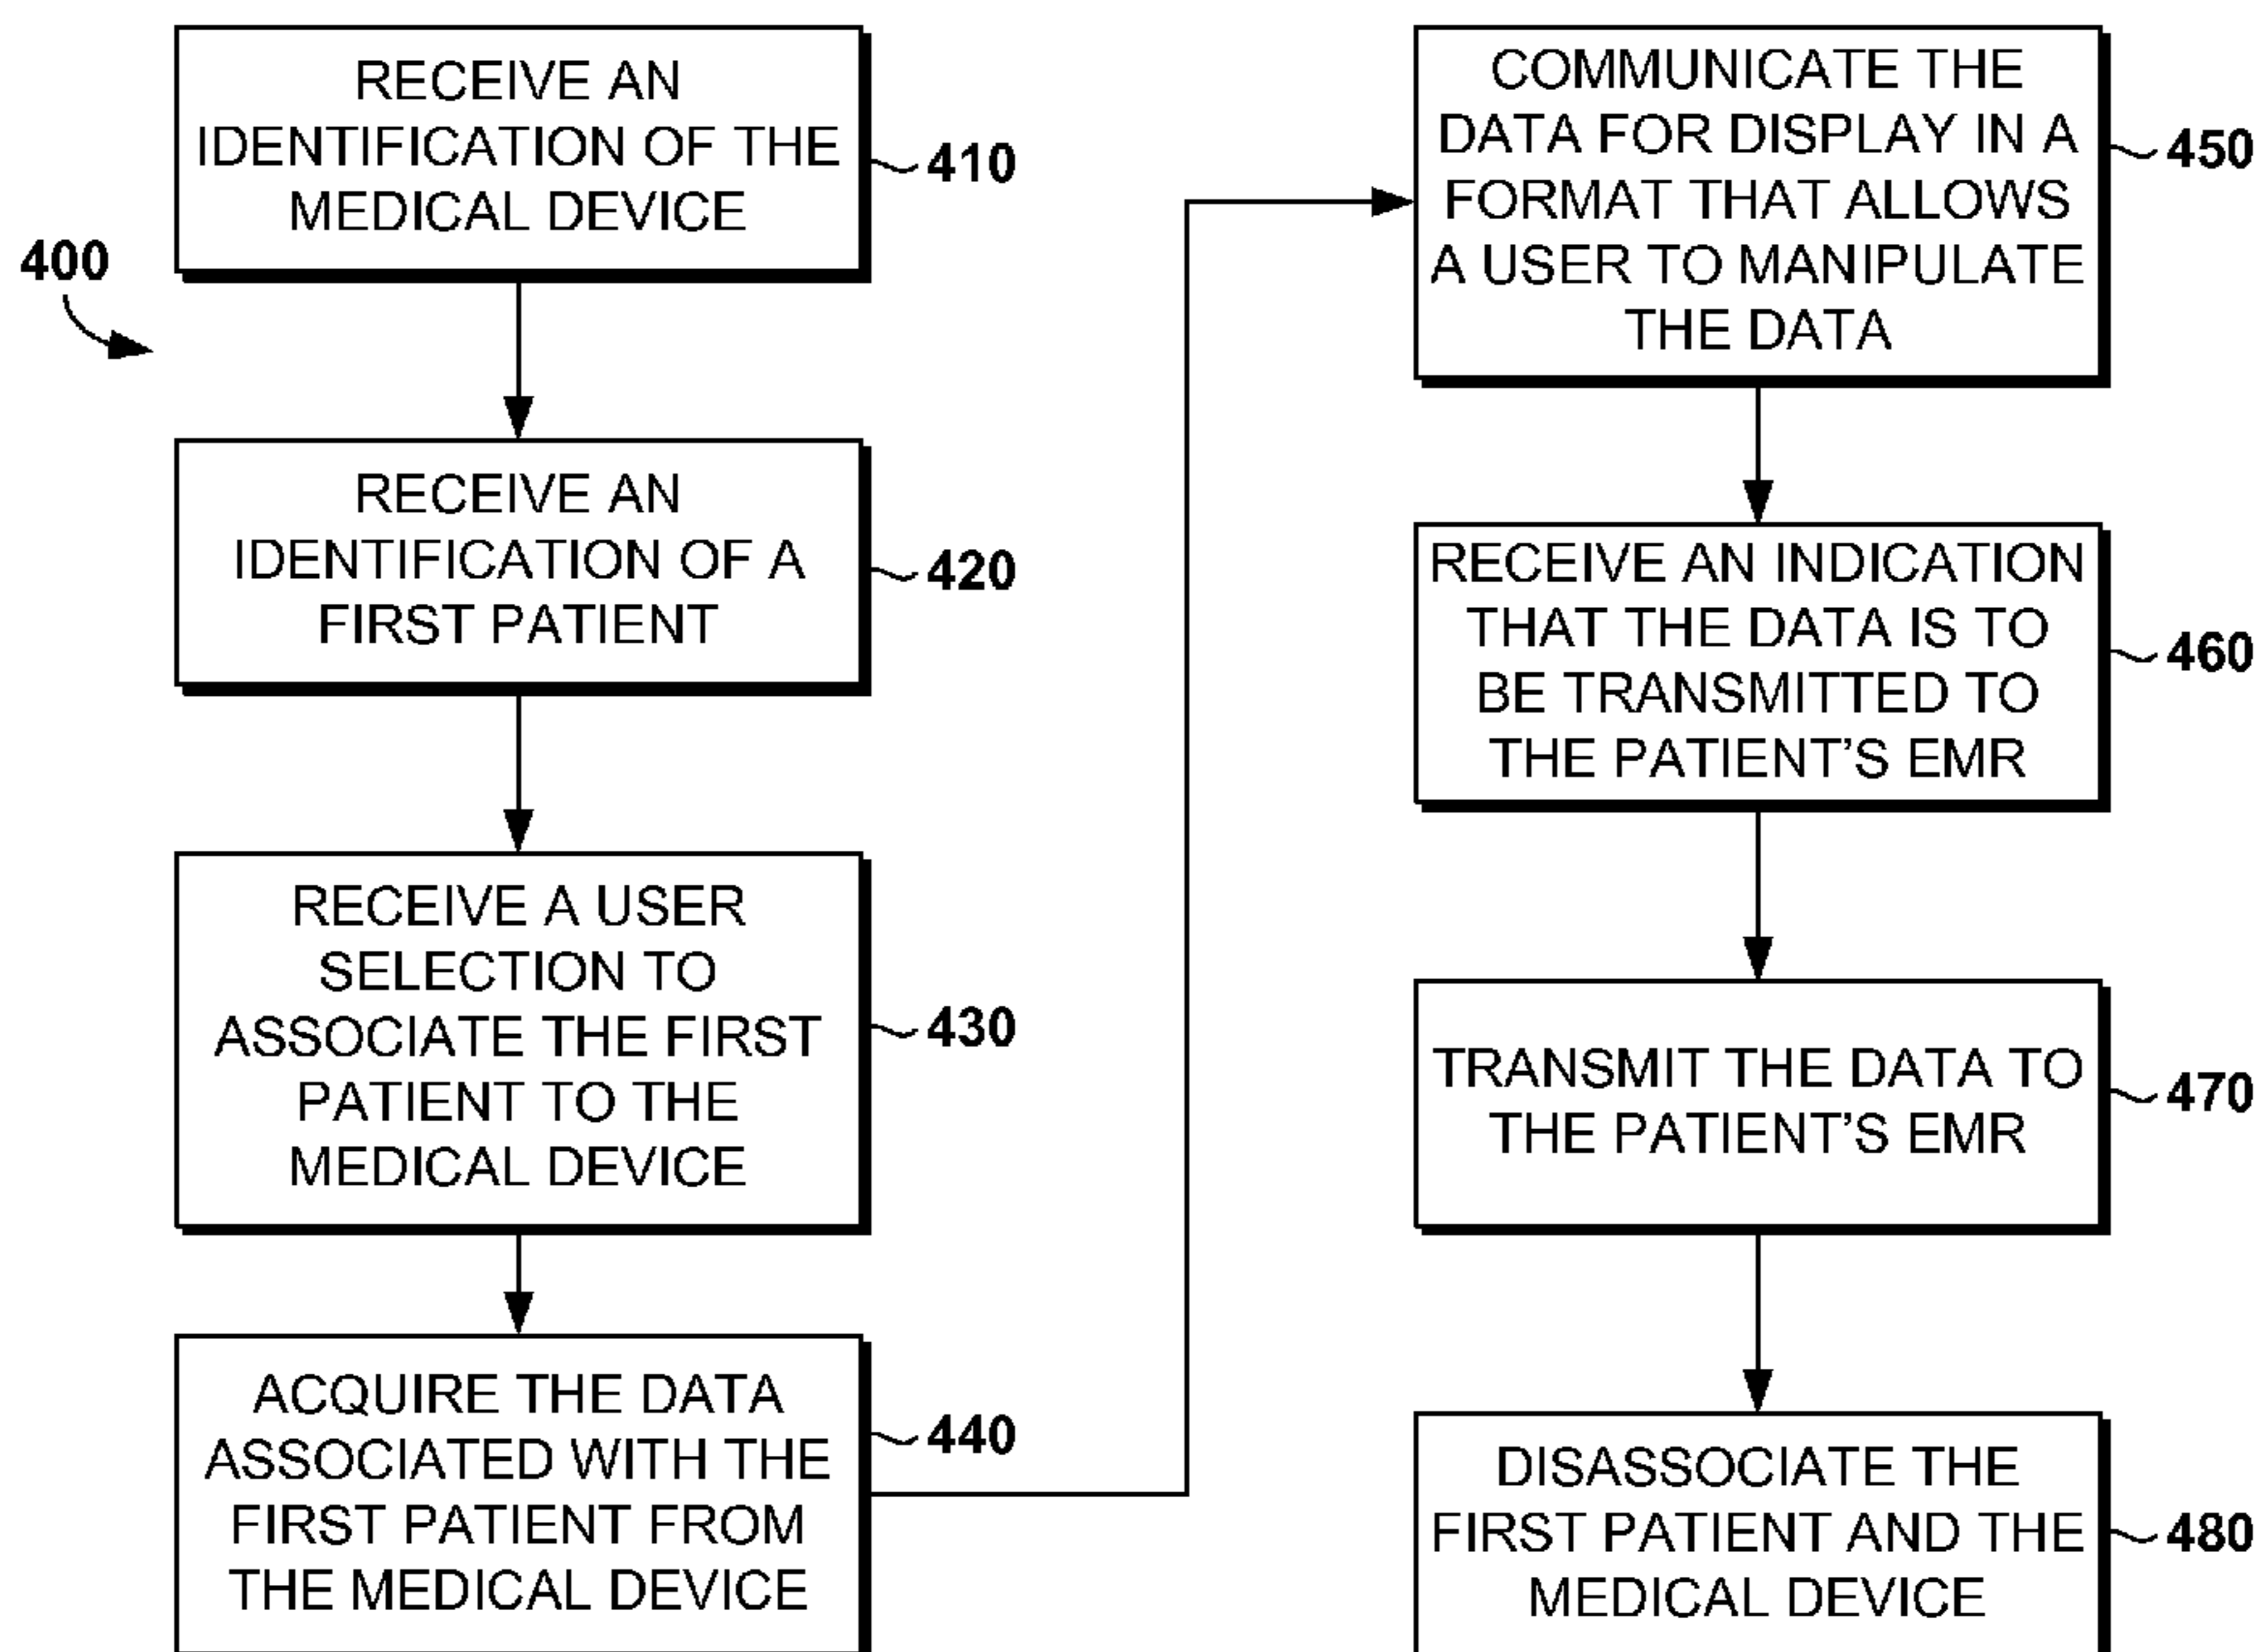 400
RECEIVE AN
IDENTIFICATION OF THE
MEDICAL DEVICE
410
RECEIVE AN
IDENTIFICATION OF A
FIRST PATIENT
420
RECEIVE A USER
SELECTION TO
ASSOCIATE THE FIRST
PATIENT TO THE
MEDICAL DEVICE
430
ACQUIRE THE DATA
ASSOCIATED WITH THE
FIRST PATIENT FROM
THE MEDICAL DEVICE
440
COMMUNICATE THE
DATA FOR DISPLAY IN A
FORMAT THAT ALLOWS
A USER TO MANIPULATE
THE DATA
450
RECEIVE AN INDICATION
THAT THE DATA IS TO
BE TRANSMITTED TO
THE PATIENT'S EMR
460
TRANSMIT THE DATA TO
THE PATIENT'S EMR
470
DISASSOCIATE THE
FIRST PATIENT AND THE
MEDICAL DEVICE
480